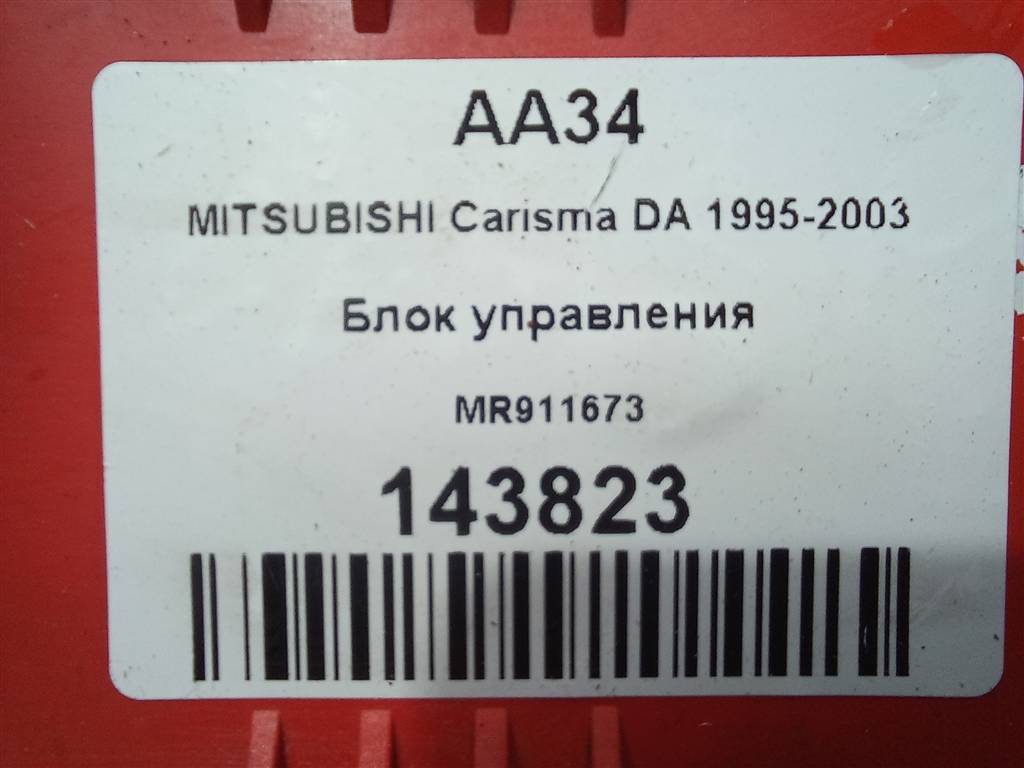 AA34
MITSUBISHI Carisma DA 1995-2003
Блок управления
MR911673
143823